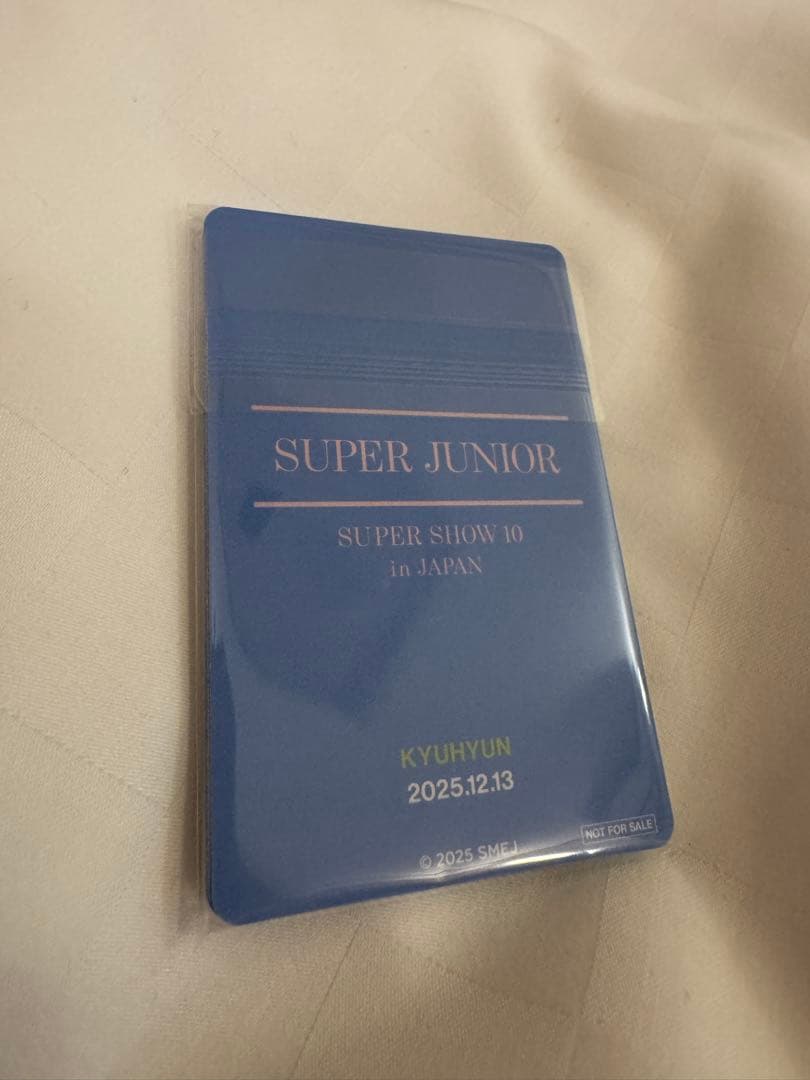 SUPER JUNIOR
SUPER SHOW 10
in JAPAN
KYUHYUN
2025.12.13
NOT FOR SALE
© 2025 SMEJ